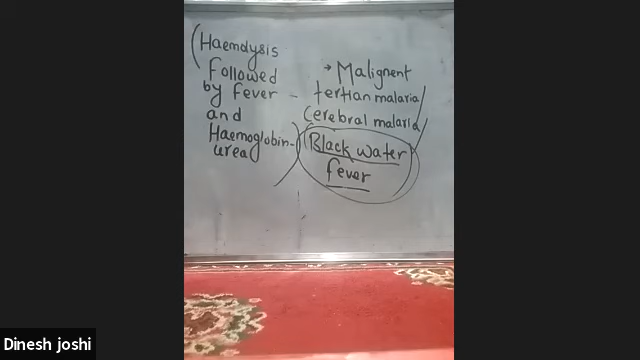 (Haemolysis
Followed
by Fever -
and
Haemoglobin-
urea)
→ Malignent
tertian malaria/
Cerebral malaria/
(Black water
fever
Dinesh joshi